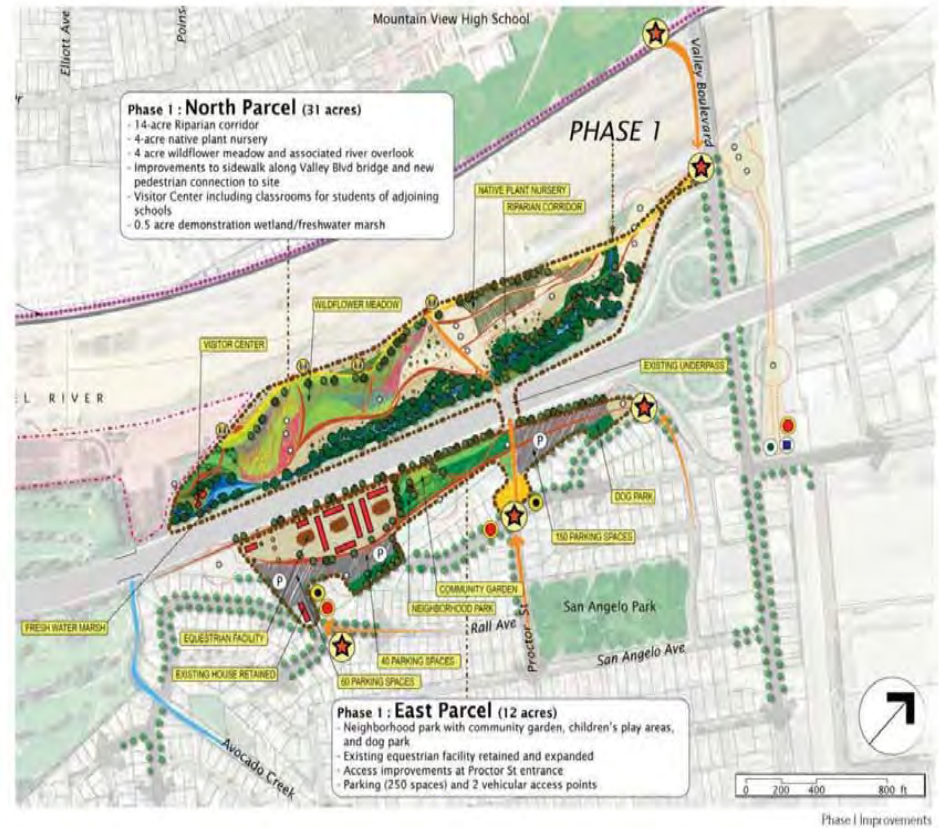 Mountain View High School
Elliott Ave
Valley Boulevard
Phase 1 : North Parcel (31 acres)
- 14-acre Riparian corridor
- 4-acre native plant nursery
- 4 acre wildflower meadow and associated river overlook
- Improvements to sidewalk along Valley Blvd bridge and new
pedestrian connection to site
- Visitor Center including classrooms for students of adjoining
schools
- 0.5 acre demonstration wetland/freshwater marsh
PHASE 1
NATIVE PLANT NURSERY
RIPARIAN CORRIDOR
WILDFLOWER MEADOW
VISITOR CENTER
EXISTING UNDERPASS
EL RIVER
P
DOG PARK
150 PARKING SPACES
P
P
COMMUNITY GARDEN
NEIGHBORHOOD PARK
San Angelo Park
FRESH WATER MARSH
EQUESTRIAN FACILITY
Rall Ave
Proctor St
San Angelo Ave
EXISTING HOUSE RETAINED
40 PARKING SPACES
60 PARKING SPACES
Avocado Creek
Phase 1 : East Parcel (12 acres)
- Neighborhood park with community garden, children's play areas,
and dog park
- Existing equestrian facility retained and expanded
- Access improvements at Proctor St entrance
- Parking (250 spaces) and 2 vehicular access points
0 200 400 800 ft
Phase I Improvements